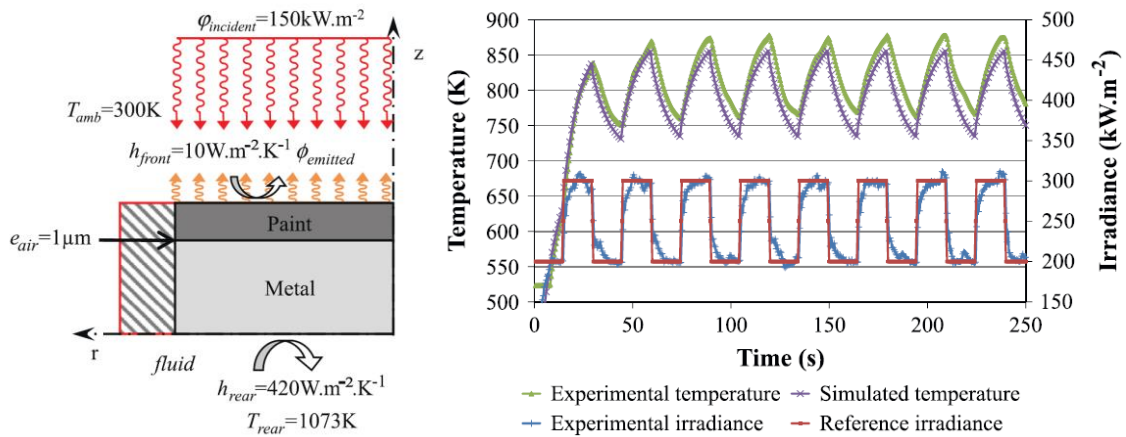 φincident=150kW.m-2
z
Tamb=300K
hfront=10W.m-2.K-1 ϕemitted
Paint
eair=1µm
Metal
r
fluid
hrear=420W.m-2.K-1
Trear=1073K
900
850
800
750
700
650
600
550
500
Temperature (K)
500
450
400
350
300
250
200
150
Irradiance (kW.m-2)
0 50 100 150 200 250
Time (s)
Experimental temperature
Simulated temperature
Experimental irradiance
Reference irradiance